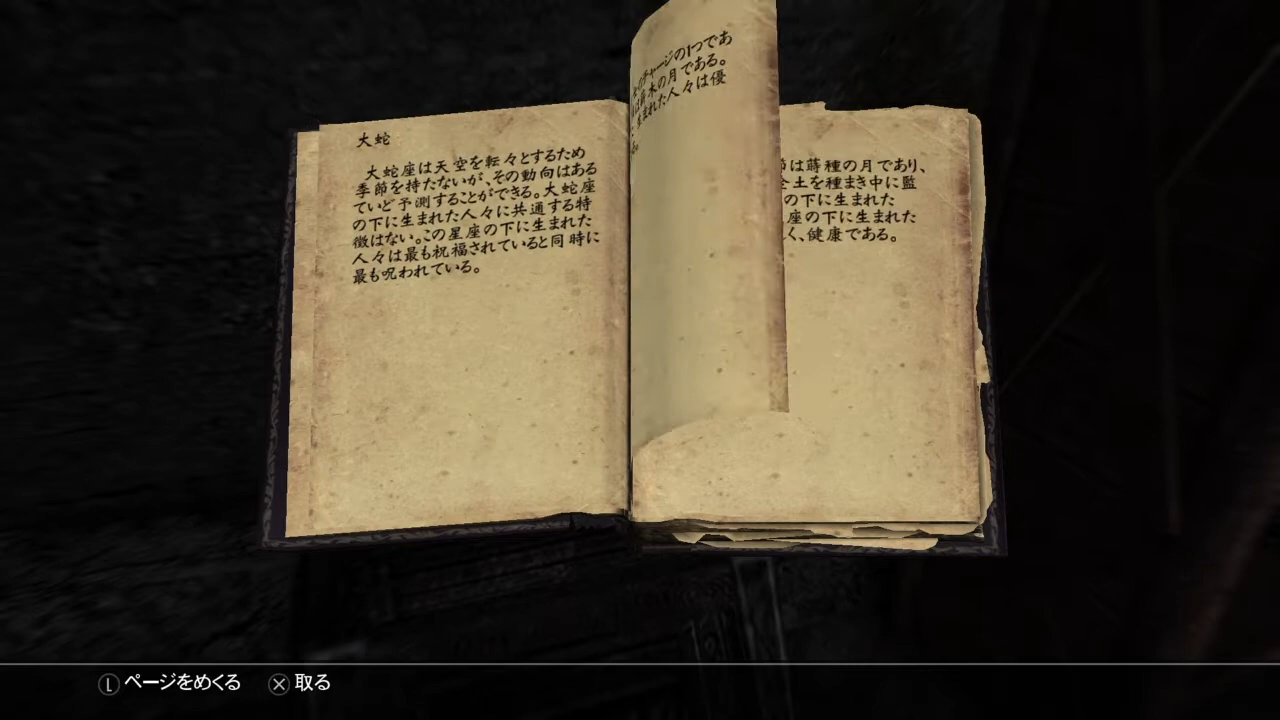 大蛇
大蛇座は天空を転々とするため
季節を持たないが、その動向はある
ていど予測することができる。大蛇座
の下に生まれた人々に共通する特
徴はない。この星座の下に生まれた
人々は最も祝福されていると同時に
最も呪われている。
のチャージの1つであ
木の月である。
生まれた人々は優
は蒔種の月であり、
土を種まき中に監
の下に生まれた
座の下に生まれた
く、健康である。
L ページをめくる
× 取る